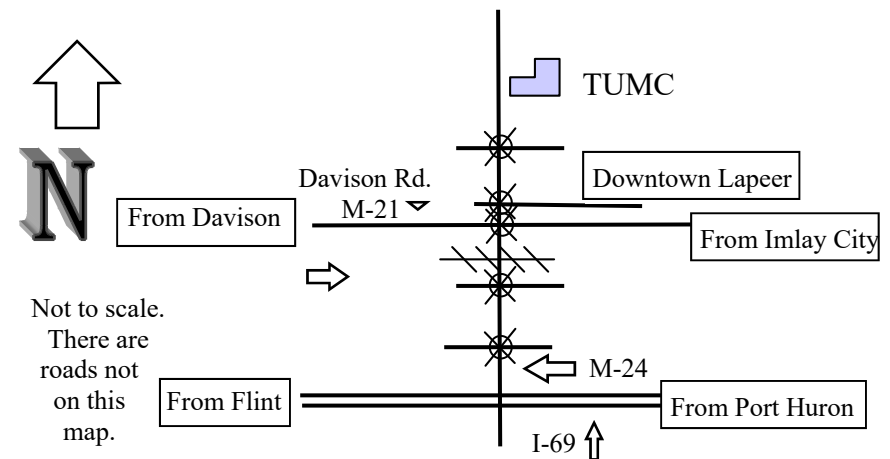 TUMC
Downtown Lapeer
Davison Rd.
M-21
N
From Davison
From Imlay City
Not to scale.
There are
roads not
on this
map.
M-24
From Flint
From Port Huron
I-69